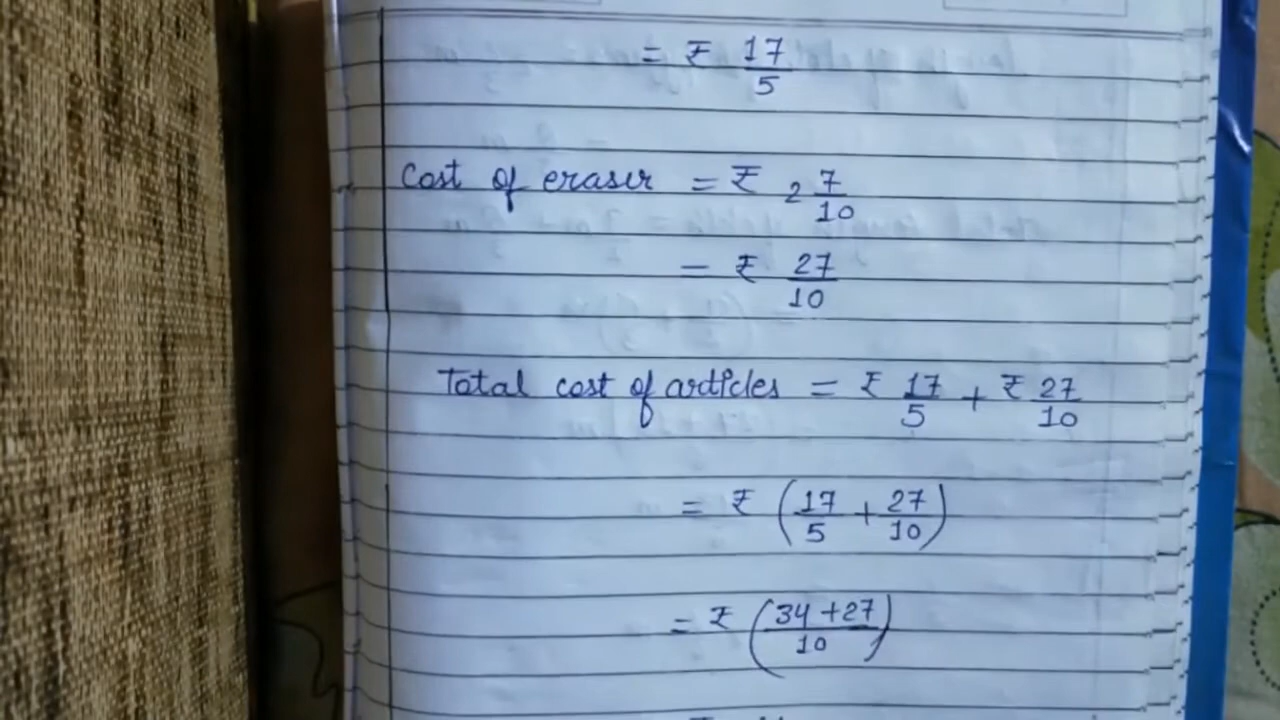 = ₹ 17/5
Cost of eraser = ₹ 2 7/10
= ₹ 27/10
Total cost of articles = ₹ 17/5 + ₹ 27/10
= ₹ (17/5 + 27/10)
= ₹ (34+27/10)